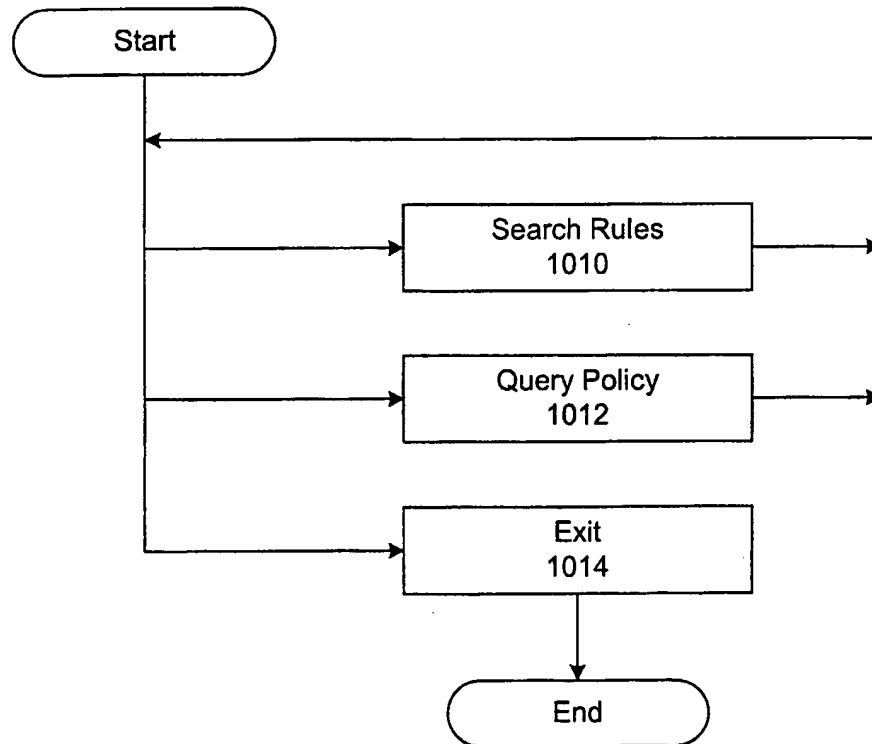 Start
Search Rules
1010
Query Policy
1012
Exit
1014
End